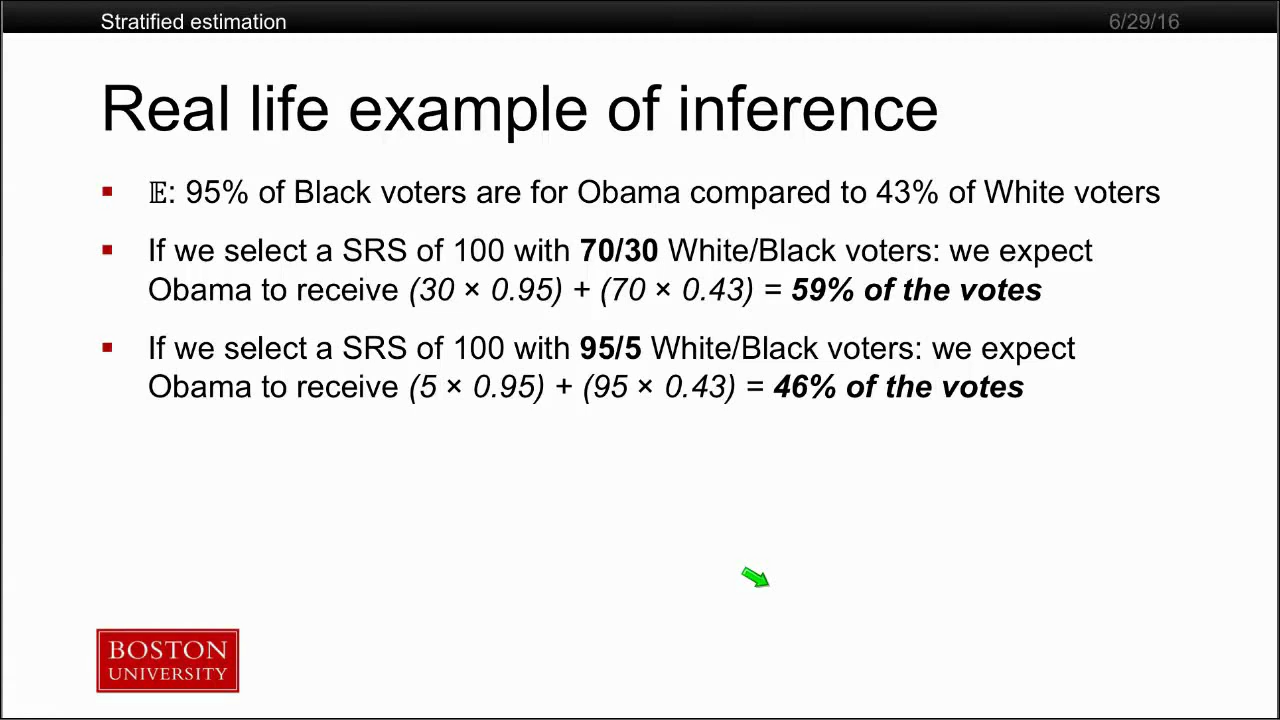 Stratified estimation 6/29/16
Real life example of inference
▪ 𝔼: 95% of Black voters are for Obama compared to 43% of White voters
▪ If we select a SRS of 100 with 70/30 White/Black voters: we expect
Obama to receive (30 × 0.95) + (70 × 0.43) = 59% of the votes
▪ If we select a SRS of 100 with 95/5 White/Black voters: we expect
Obama to receive (5 × 0.95) + (95 × 0.43) = 46% of the votes
BOSTON
UNIVERSITY